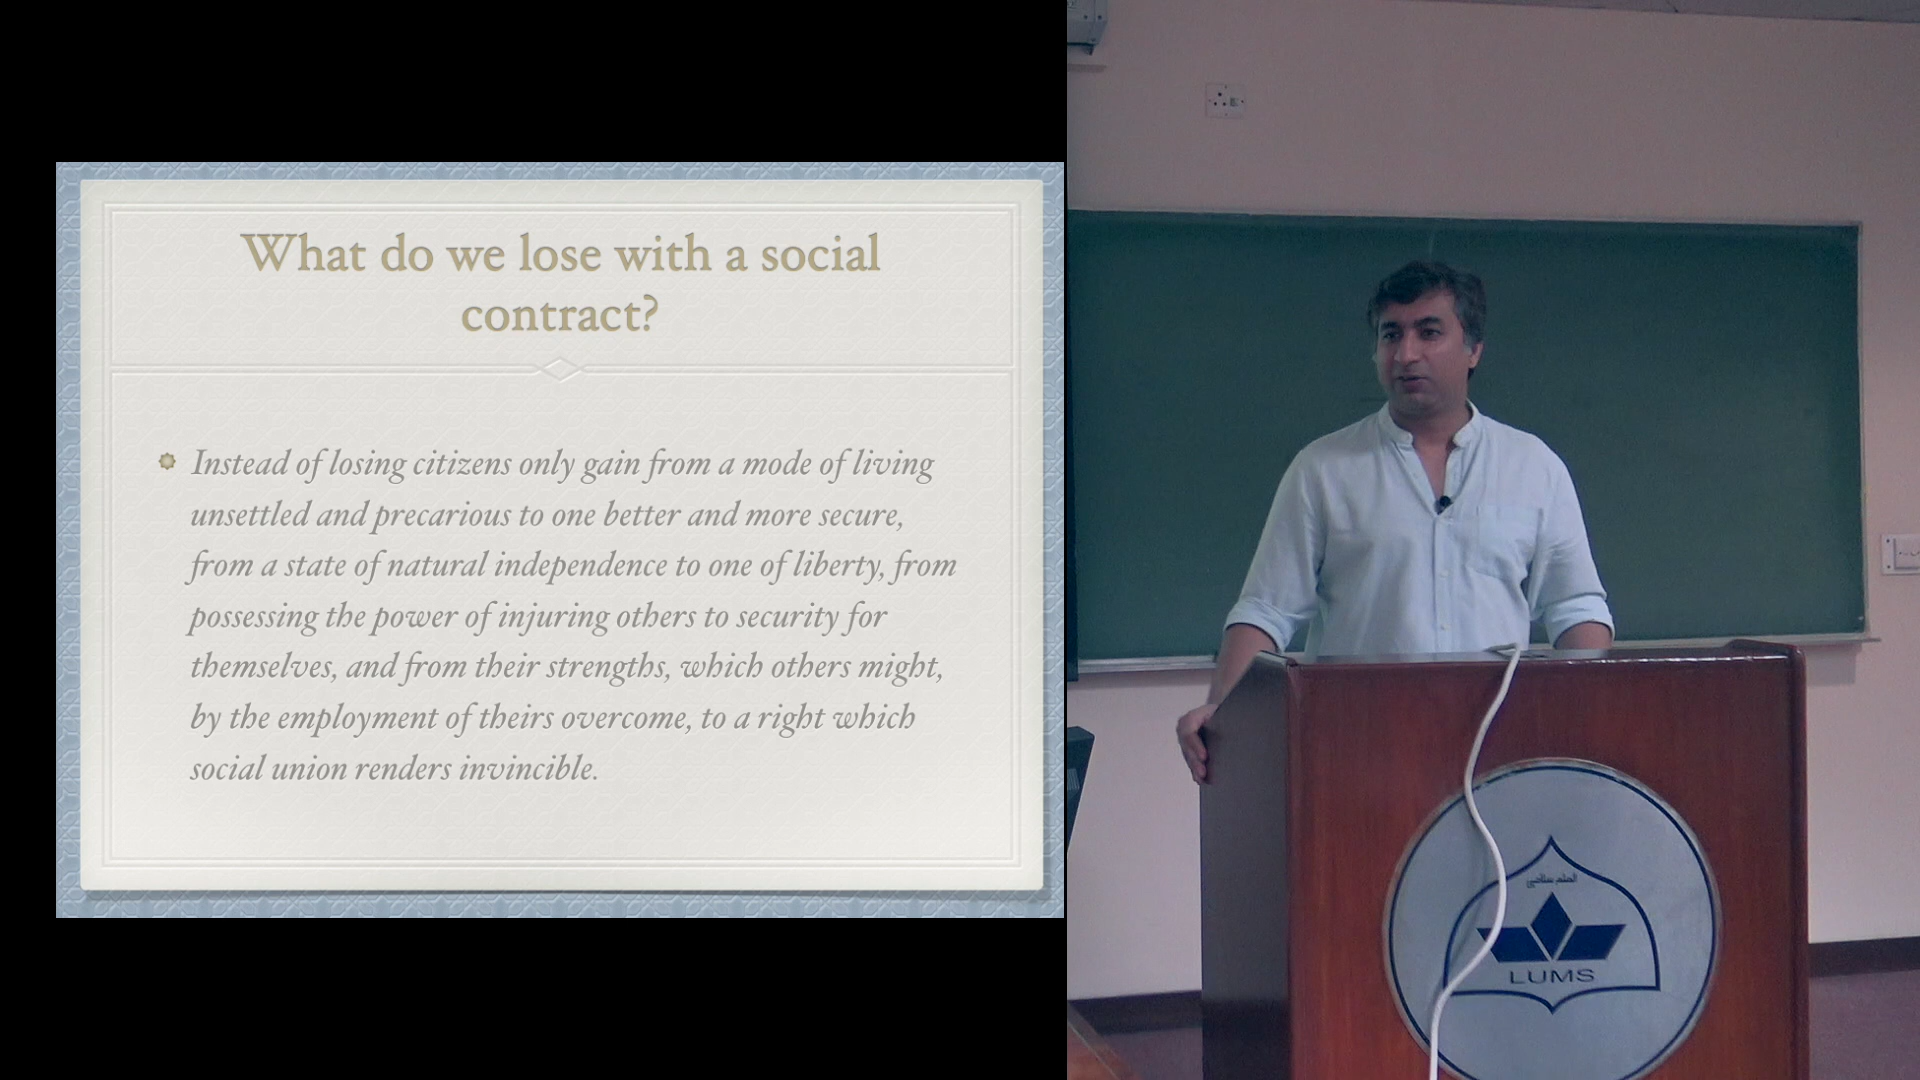 What do we lose with a social
contract?
Instead of losing citizens only gain from a mode of living
unsettled and precarious to one better and more secure,
from a state of natural independence to one of liberty, from
possessing the power of injuring others to security for
themselves, and from their strengths, which others might,
by the employment of theirs overcome, to a right which
social union renders invincible.
LUMS